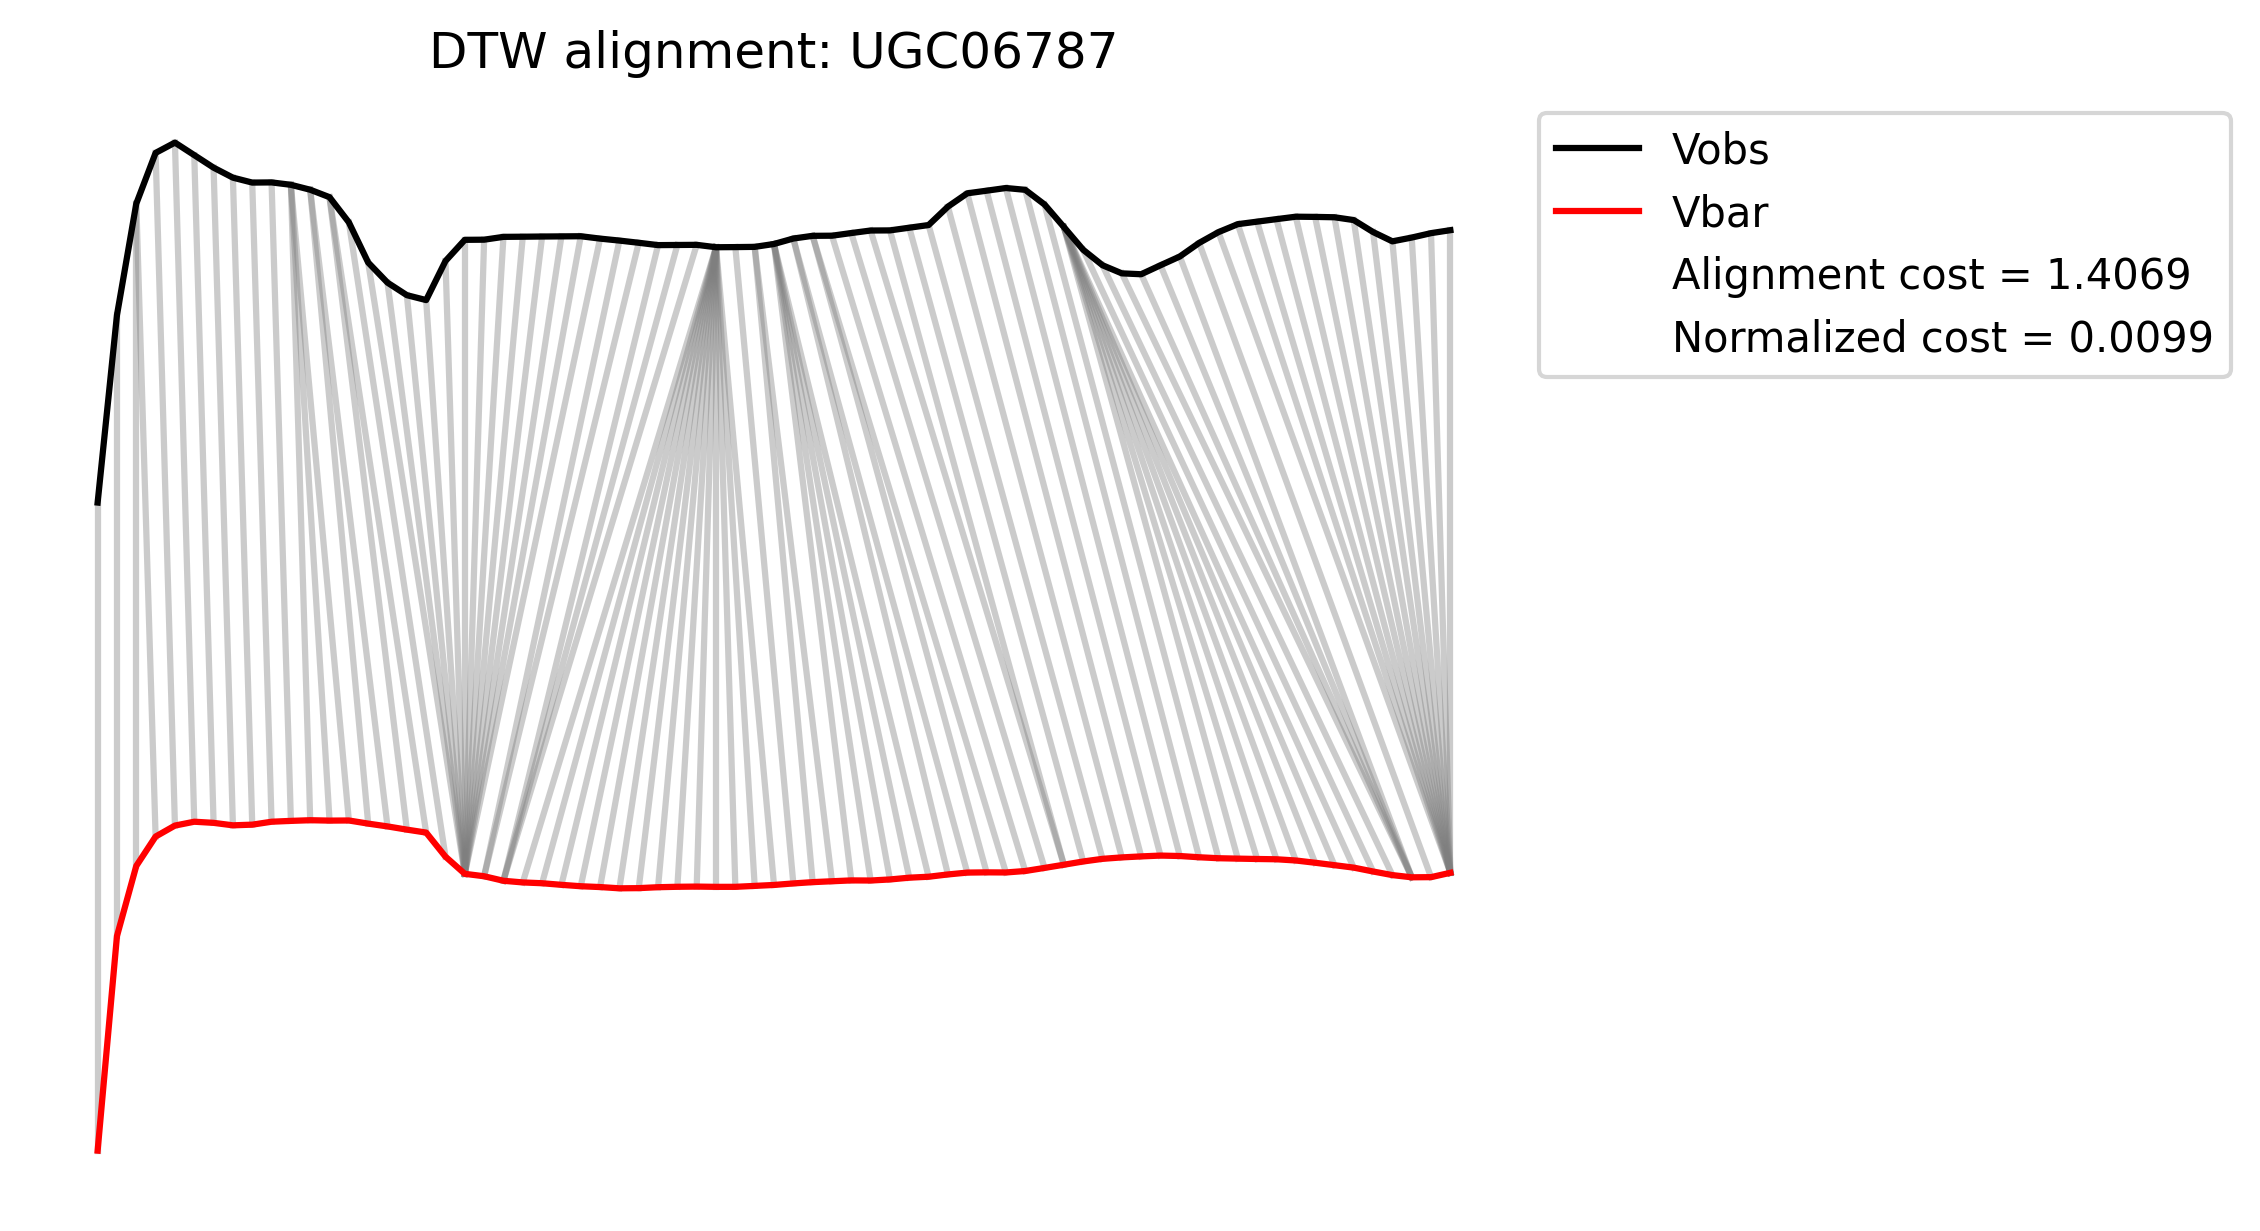 DTW alignment: UGC06787
Vobs
Vbar
Alignment cost = 1.4069
Normalized cost = 0.0099